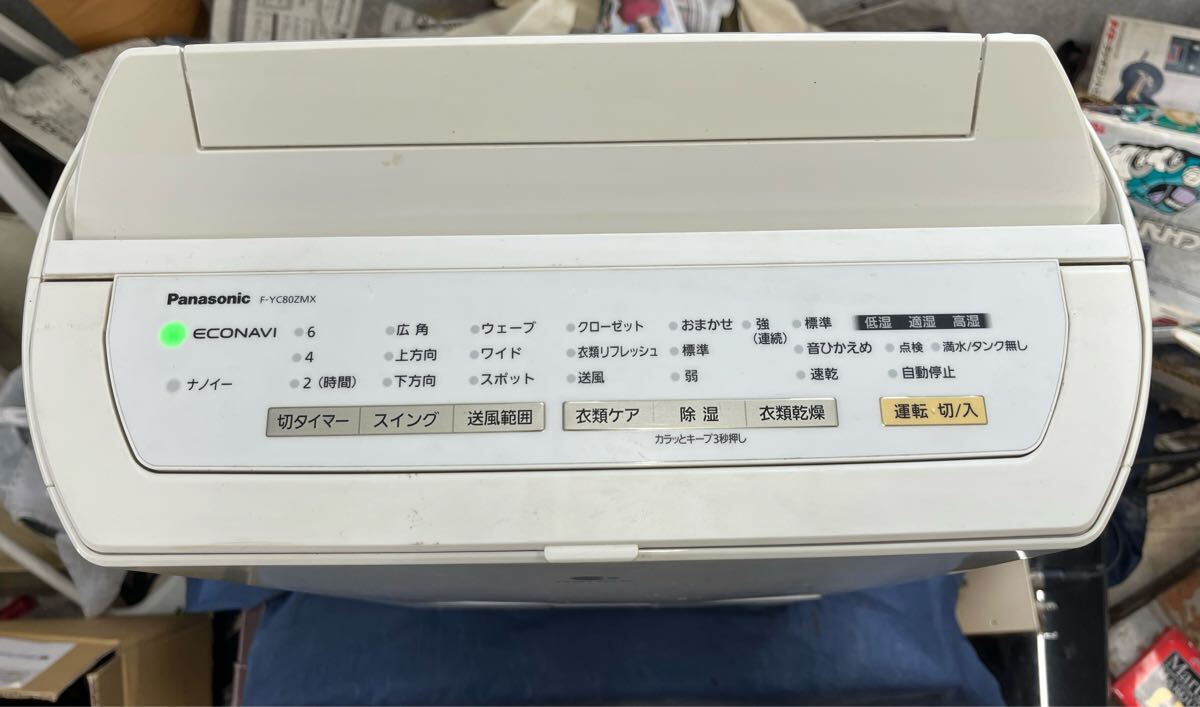 Panasonic F-YC80ZMX
ECONAVI
ナノイー
6
4
2 (時間)
切タイマー
広角
上方向
下方向
スイング
ウェーブ
ワイド
スポット
送風範囲
クローゼット
衣類リフレッシュ
送風
衣類ケア
おまかせ
標準
弱
除湿
カラッとキープ3秒押し
強
(連続)
標準
音ひかえめ
速乾
衣類乾燥
低湿 適湿 高湿
点検 満水/タンク無し
自動停止
運転 切/入